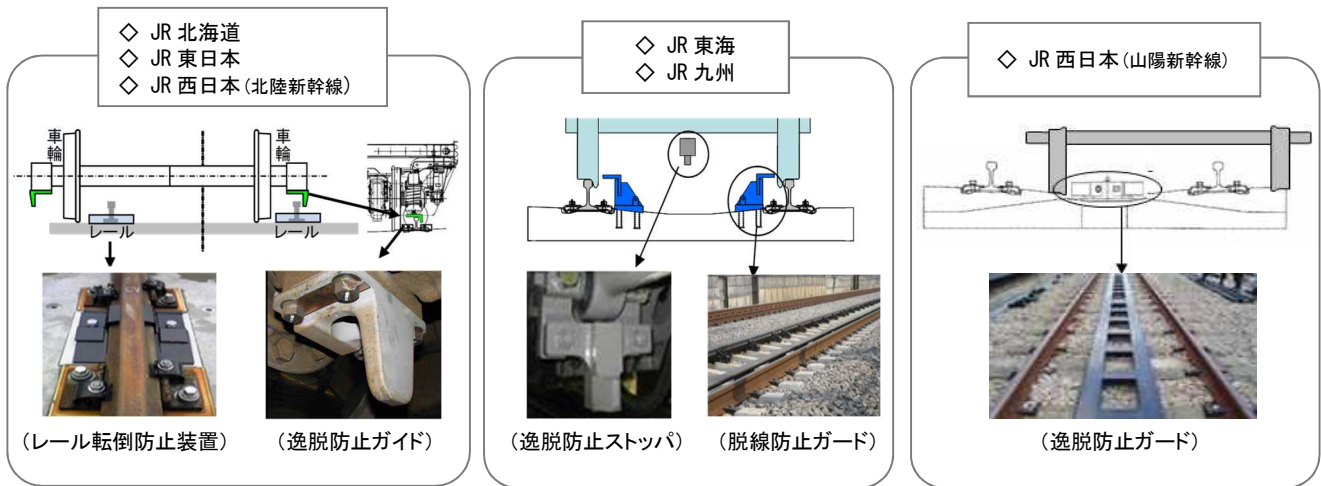 ◇ JR 北海道
◇ JR 東日本
◇ JR 西日本(北陸新幹線)
車輪
車輪
レール
レール
(レール転倒防止装置)
(逸脱防止ガイド)
◇ JR 東海
◇ JR 九州
(逸脱防止ストッパ)
(脱線防止ガード)
◇ JR 西日本(山陽新幹線)
(逸脱防止ガード)